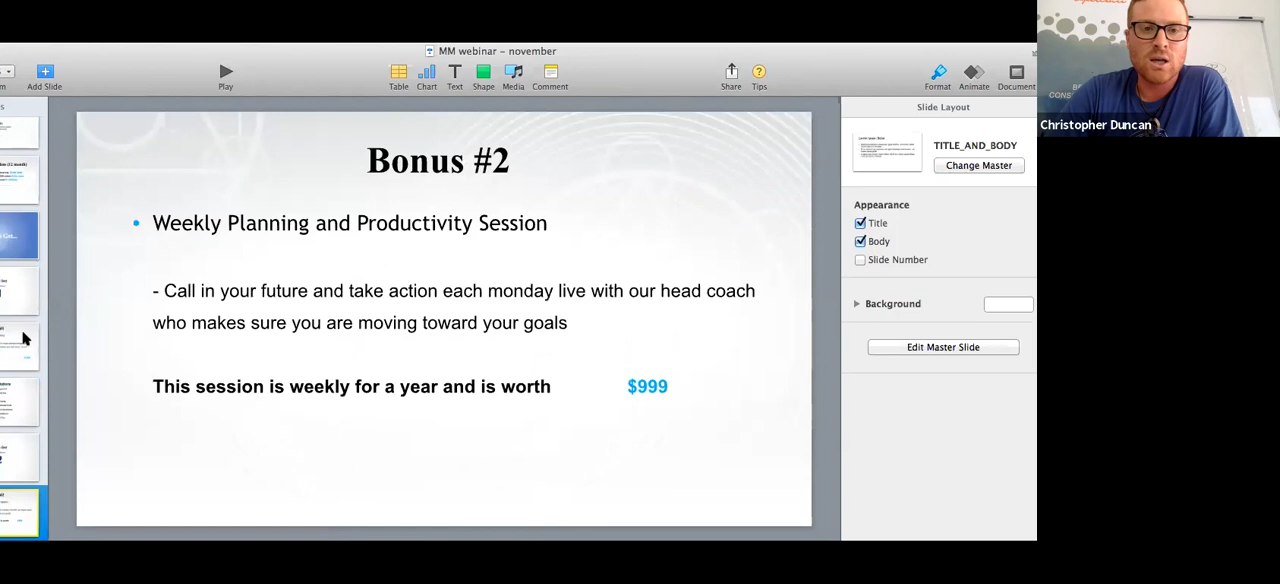 MM webinar – november
Add Slide
Play
Table
Chart
Text
Shape
Media
Comment
Share
Tips
Format
Animate
Document
Christopher Duncan
Slide Layout
TITLE_AND_BODY
Change Master
Appearance
Title
Body
Slide Number
Background
Edit Master Slide
Bonus #2
• Weekly Planning and Productivity Session
- Call in your future and take action each monday live with our head coach
who makes sure you are moving toward your goals
This session is weekly for a year and is worth $999